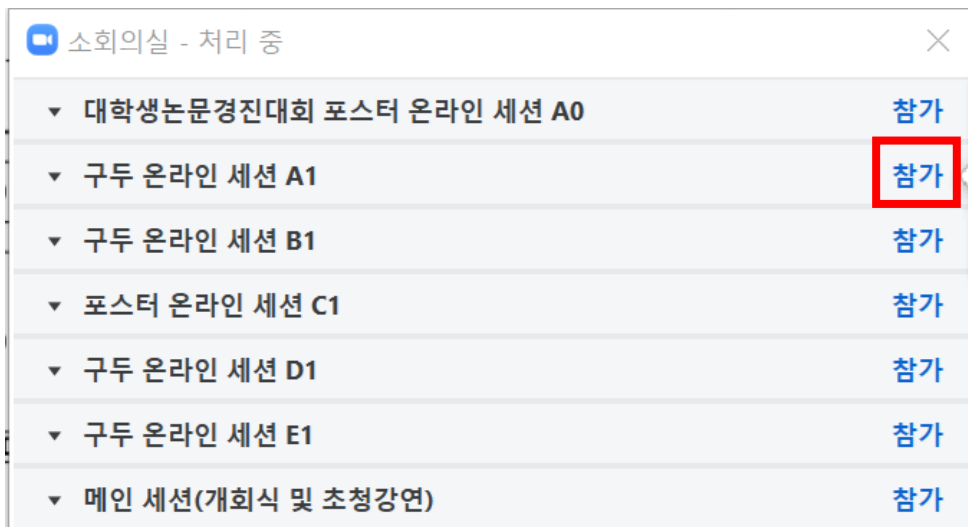 소회의실 - 처리 중
대학생논문경진대회 포스터 온라인 세션 A0 참가
구두 온라인 세션 A1 참가
구두 온라인 세션 B1 참가
포스터 온라인 세션 C1 참가
구두 온라인 세션 D1 참가
구두 온라인 세션 E1 참가
메인 세션(개회식 및 초청강연) 참가